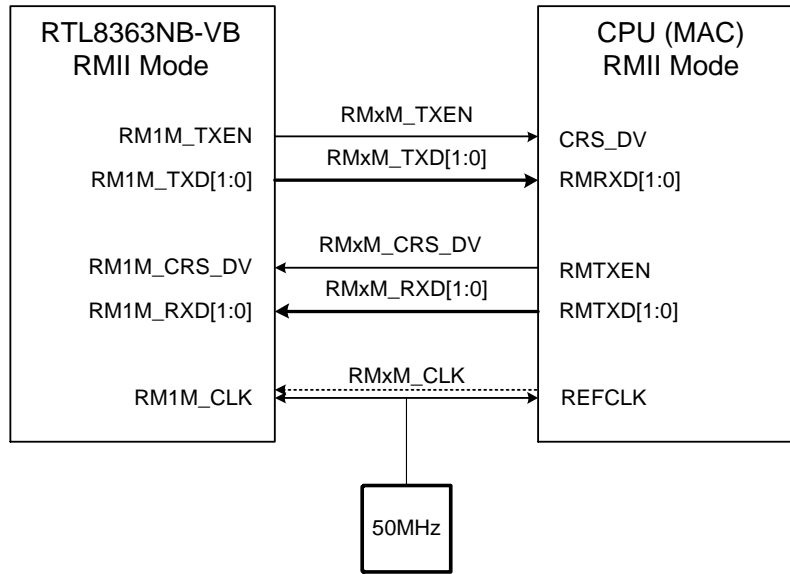 RTL8363NB-VB
RMII Mode
CPU (MAC)
RMII Mode
RMxM_TXEN
RM1M_TXEN
CRS_DV
RMxM_TXD[1:0]
RM1M_TXD[1:0]
RMRXD[1:0]
RMxM_CRS_DV
RM1M_CRS_DV
RMTXEN
RMxM_RXD[1:0]
RM1M_RXD[1:0]
RMTXD[1:0]
RMxM_CLK
RM1M_CLK
REFCLK
50MHz